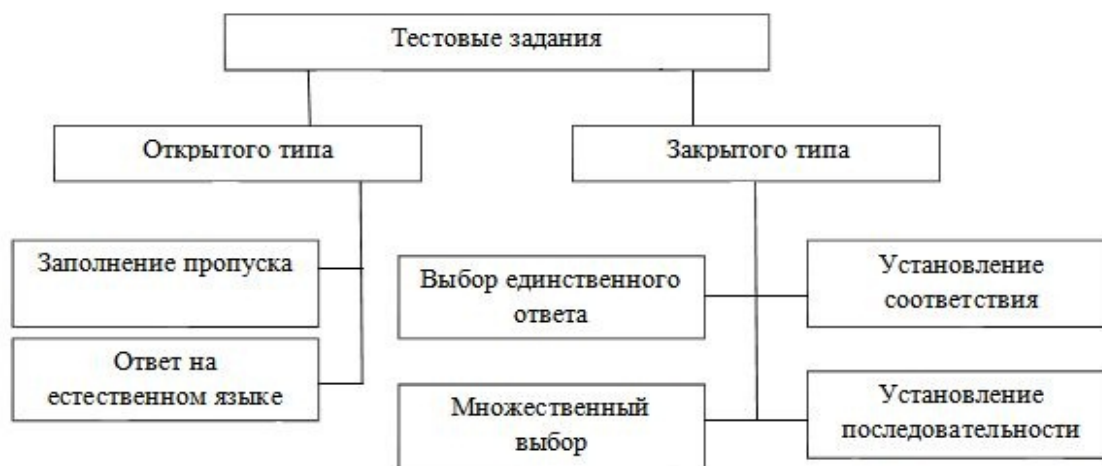 Тестовые задания
Открытого типа
Закрытого типа
Заполнение пропуска
Ответ на
естественном языке
Выбор единственного
ответа
Множественный
выбор
Установление
соответствия
Установление
последовательности